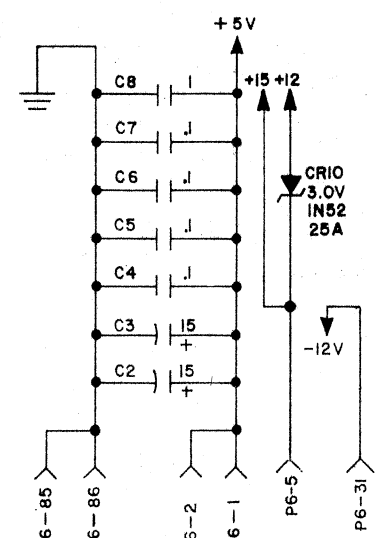 +5V
C8 1
+15 +12
C7 .1
C6 .1
CR10
3.0V
1N52
25A
C5 .1
C4 .1
C3 15
+
-12V
C2 15
+
6-85
6-86
6-2
6-1
P6-5
P6-31